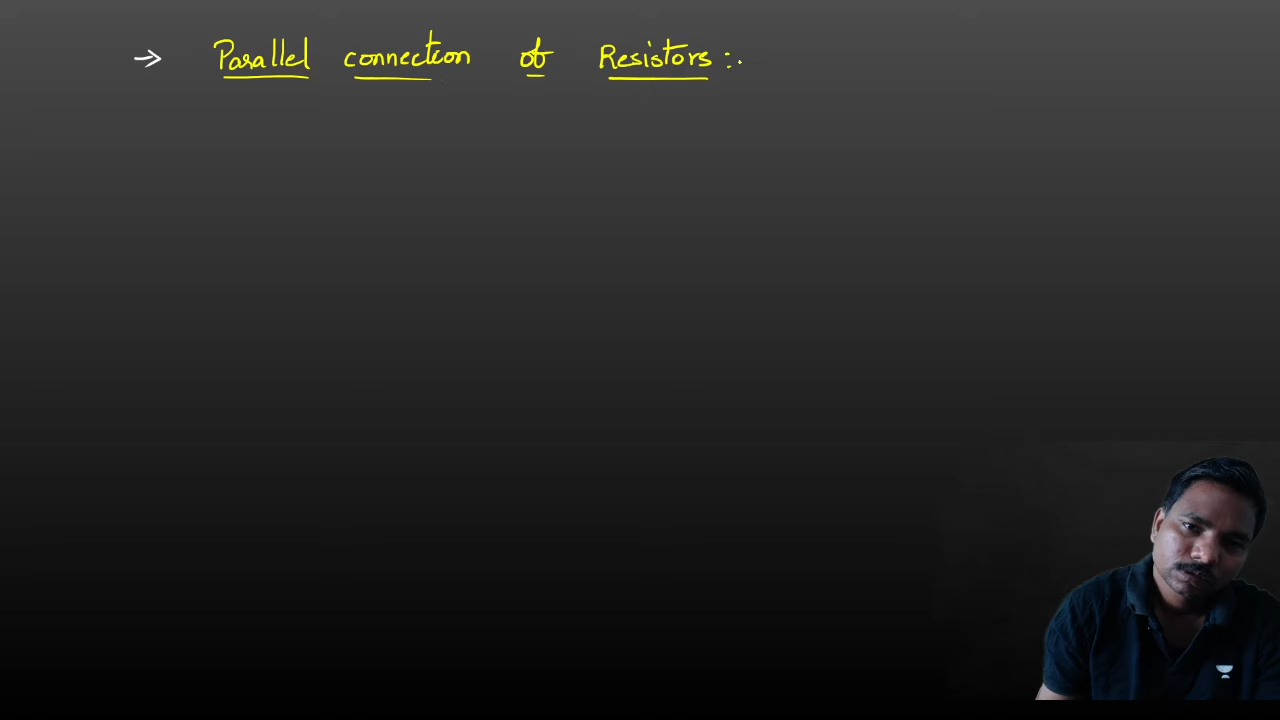 → Parallel connection of Resistors :.